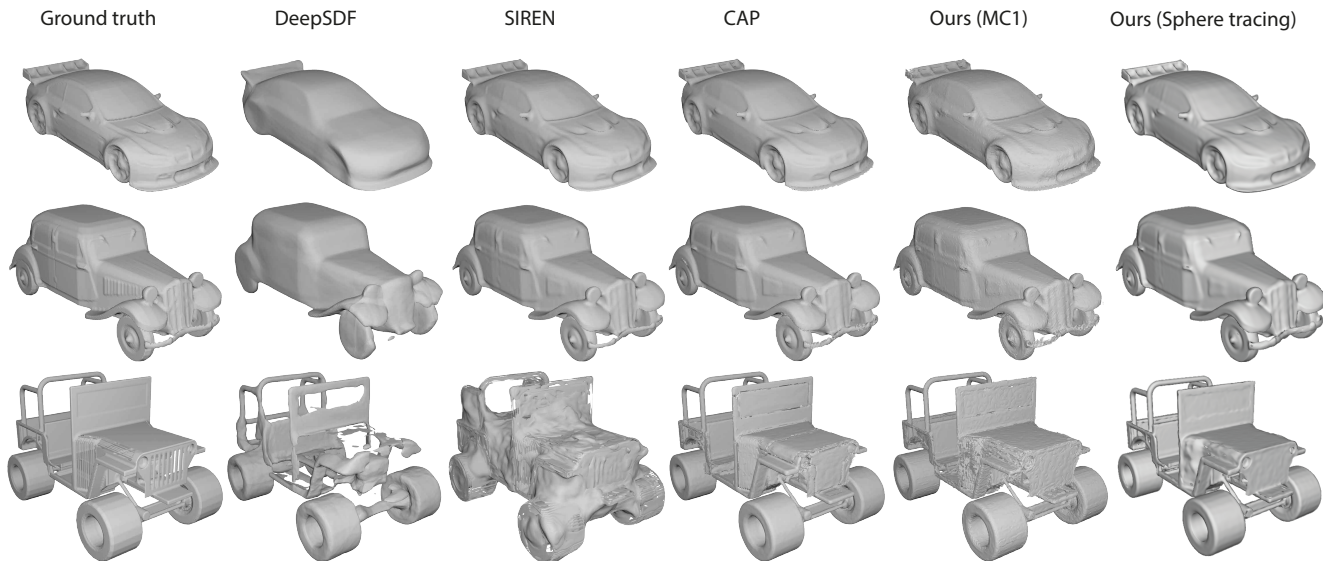 Ground truth
DeepSDF
SIREN
CAP
Ours (MC1)
Ours (Sphere tracing)